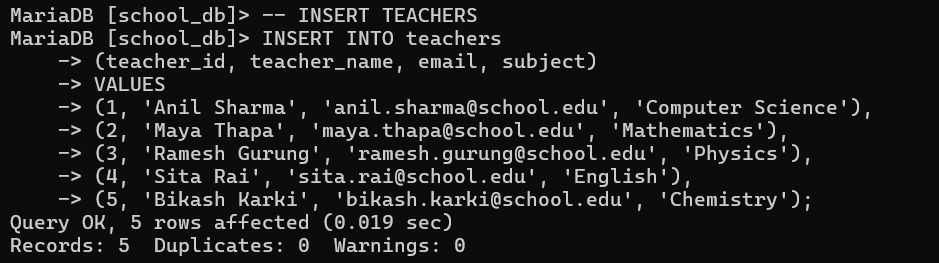 MariaDB [school_db]> -- INSERT TEACHERS
MariaDB [school_db]> INSERT INTO teachers
    -> (teacher_id, teacher_name, email, subject)
    -> VALUES
    -> (1, 'Anil Sharma', 'anil.sharma@school.edu', 'Computer Science'),
    -> (2, 'Maya Thapa', 'maya.thapa@school.edu', 'Mathematics'),
    -> (3, 'Ramesh Gurung', 'ramesh.gurung@school.edu', 'Physics'),
    -> (4, 'Sita Rai', 'sita.rai@school.edu', 'English'),
    -> (5, 'Bikash Karki', 'bikash.karki@school.edu', 'Chemistry');
Query OK, 5 rows affected (0.019 sec)
Records: 5  Duplicates: 0  Warnings: 0